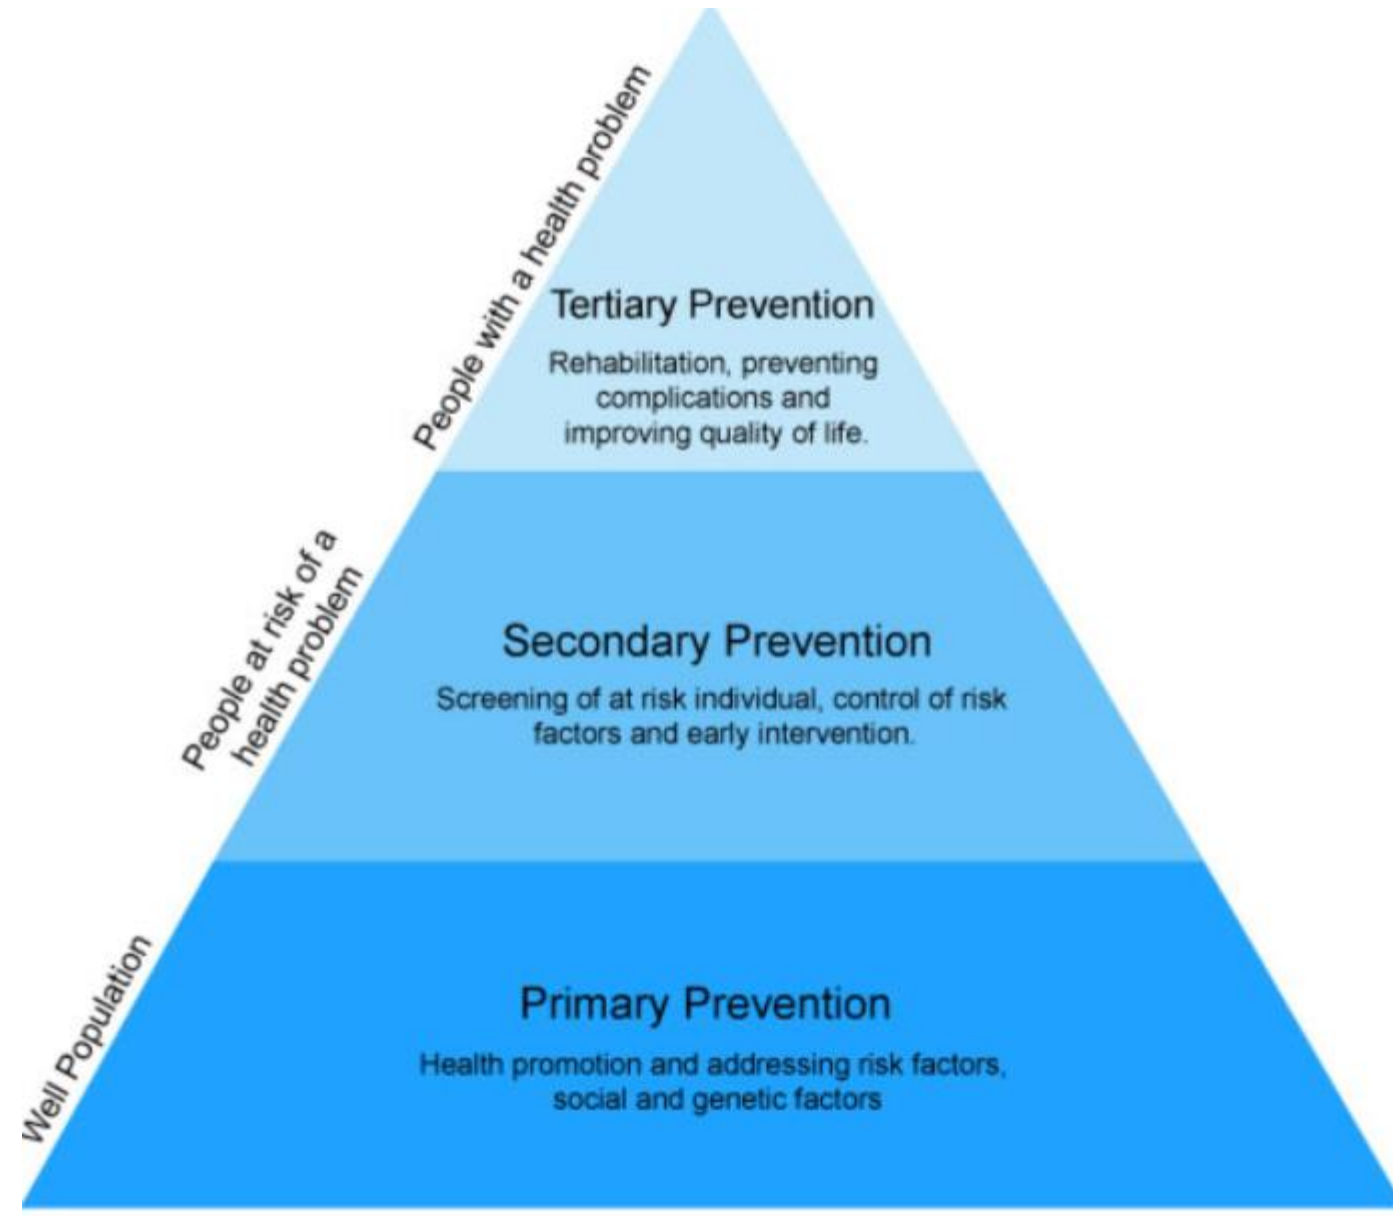 People with a health problem
Tertiary Prevention
Rehabilitation, preventing
complications and
improving quality of life.
People at risk of a
health problem
Secondary Prevention
Screening of at risk individual, control of risk
factors and early intervention.
Well Population
Primary Prevention
Health promotion and addressing risk factors,
social and genetic factors